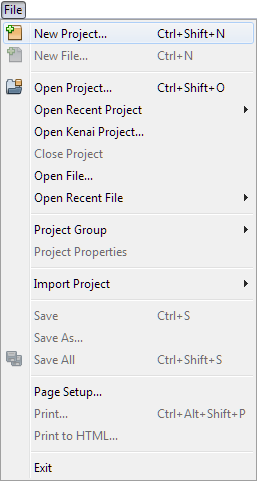 File
New Project... Ctrl+Shift+N
New File... Ctrl+N
Open Project... Ctrl+Shift+O
Open Recent Project
Open Kenai Project...
Close Project
Open File...
Open Recent File
Project Group
Project Properties
Import Project
Save Ctrl+S
Save As...
Save All Ctrl+Shift+S
Page Setup...
Print... Ctrl+Alt+Shift+P
Print to HTML...
Exit